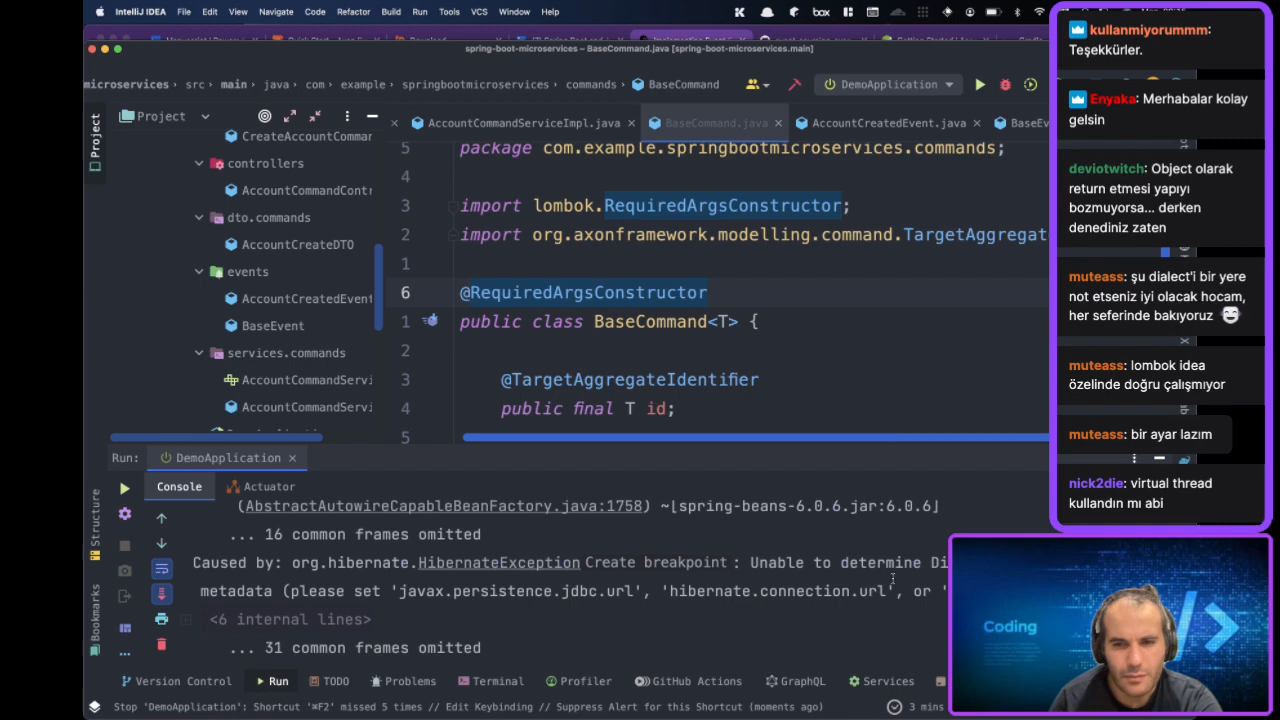 IntelliJ IDEA File Edit View Navigate Code Refactor Build Run Tools VCS Window Help
spring-boot-microservices – BaseCommand.java [spring-boot-microservices.main]
microservices src main java com example springbootmicroservices commands BaseCommand DemoApplication
Project
AccountCommandServiceImpl.java BaseCommand.java AccountCreatedEvent.java BaseEv
Project
CreateAccountCommar
controllers
AccountCommandContr
dto.commands
AccountCreateDTO
events
AccountCreatedEvent
BaseEvent
services.commands
AccountCommandServi
AccountCommandServi
5 package com.example.springbootmicroservices.commands;
4
3 import lombok.RequiredArgsConstructor;
2 import org.axonframework.modelling.command.TargetAggregat
1
6 @RequiredArgsConstructor
1 public class BaseCommand<T> {
2
3 @TargetAggregateIdentifier
4 public final T id;
5
Run: DemoApplication
Console Actuator
(AbstractAutowireCapableBeanFactory.java:1758) ~[spring-beans-6.0.6.jar:6.0.6]
... 16 common frames omitted
Caused by: org.hibernate.HibernateException Create breakpoint : Unable to determine Di
metadata (please set 'javax.persistence.jdbc.url', 'hibernate.connection.url', or '
<6 internal lines>
... 31 common frames omitted
Structure
Bookmarks
Version Control Run TODO Problems Terminal Profiler GitHub Actions GraphQL Services
Stop 'DemoApplication': Shortcut '⌘F2' missed 5 times // Edit Keybinding // Suppress Alert for this Shortcut (moments ago) 3 mins
kullanmiyorummm:
Teşekkürler.
Enyaka: Merhabalar kolay
gelsin
deviotwitch: Object olarak
return etmesi yapıyı
bozmuyorsa... derken
denediniz zaten
muteass: şu dialect'i bir yere
not etseniz iyi olacak hocam,
her seferinde bakıyoruz
muteass: lombok idea
özelinde doğru çalışmıyor
muteass: bir ayar lazım
nick2die: virtual thread
kullandın mı abi
Coding